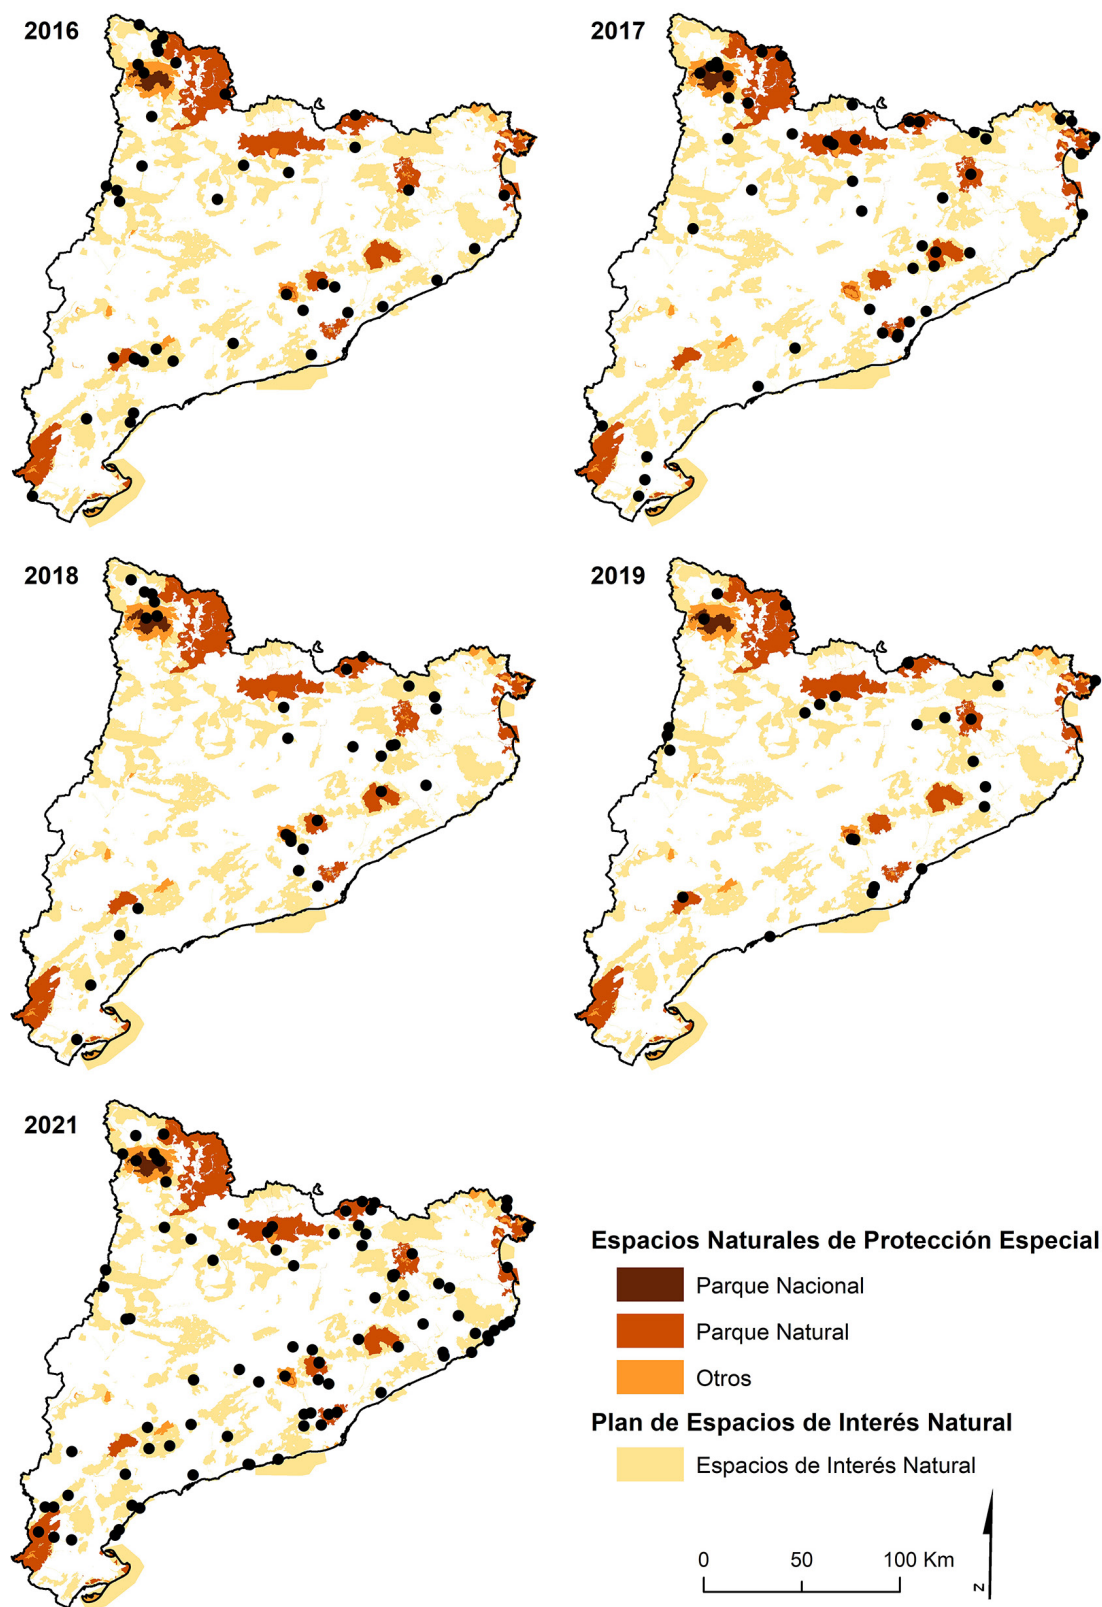 2016
2017
2018
2019
2021
Espacios Naturales de Protección Especial
Parque Nacional
Parque Natural
Otros
Plan de Espacios de Interés Natural
Espacios de Interés Natural
0 50 100 Km
N